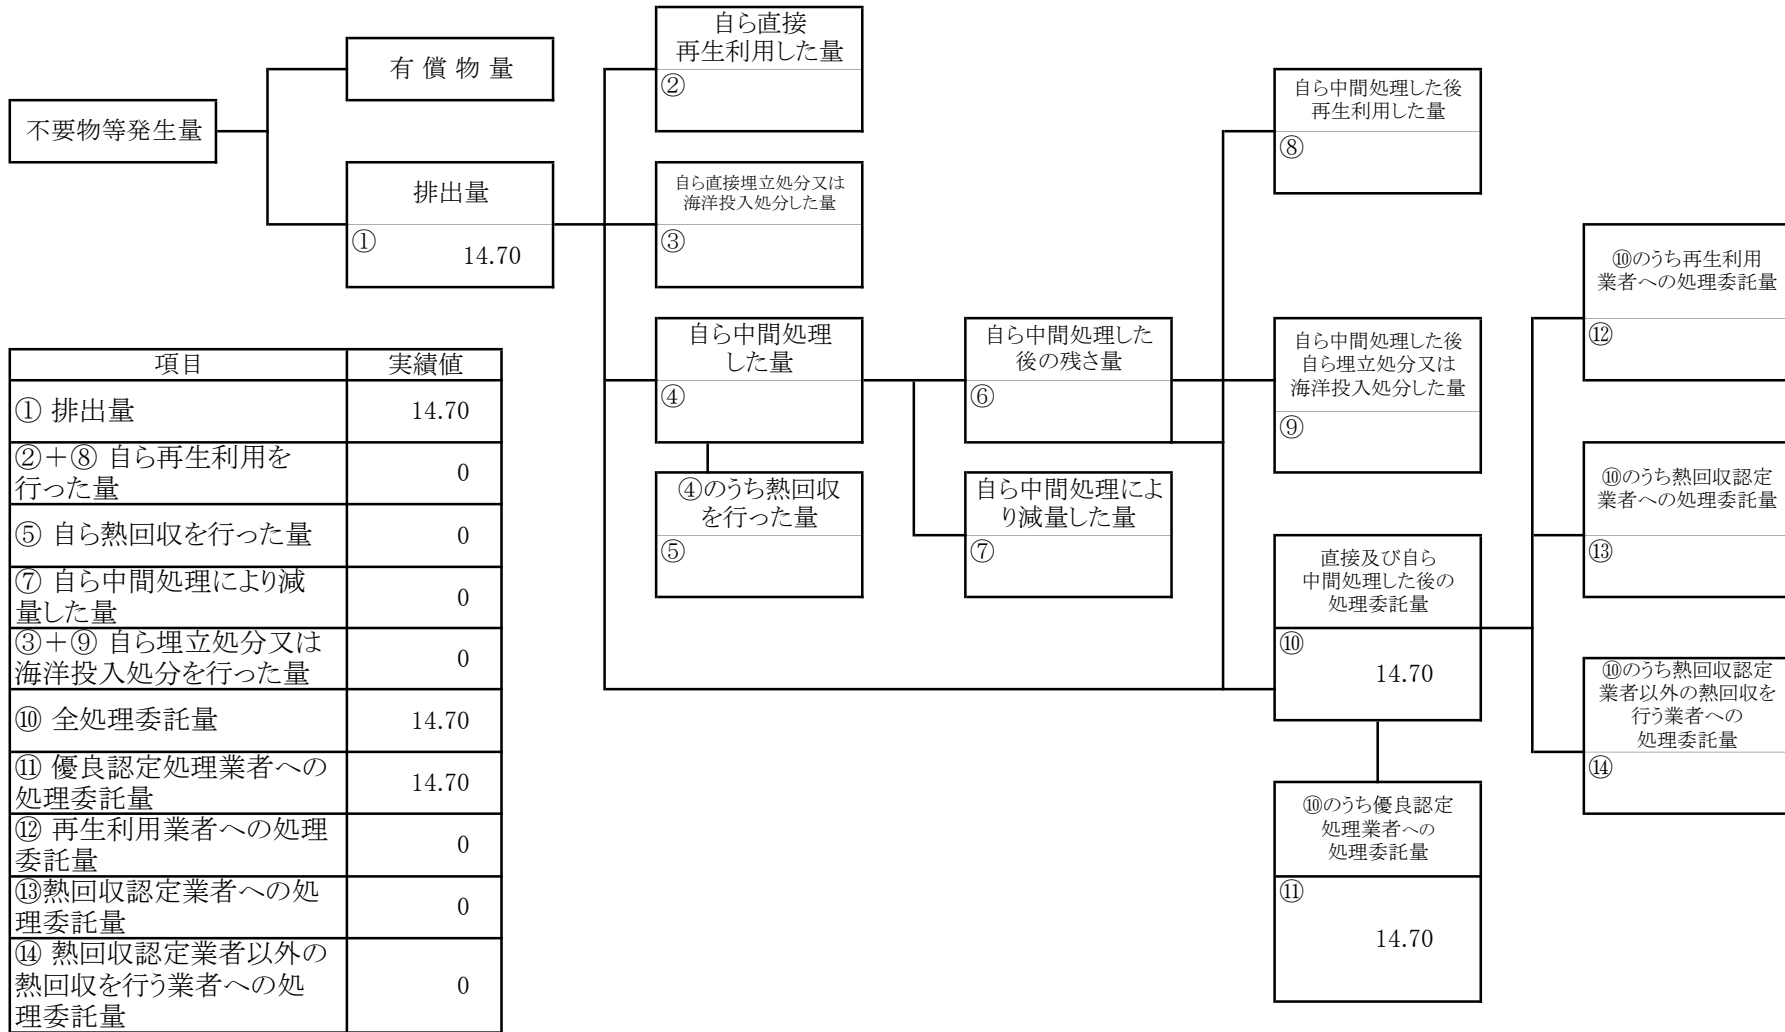 不要物等発生量
有 償 物 量
排出量
①
14.70
自ら直接
再生利用した量
②
自ら直接埋立処分又は
海洋投入処分した量
③
自ら中間処理
した量
④
④のうち熱回収
を行った量
⑤
自ら中間処理した
後の残さ量
⑥
自ら中間処理によ
り減量した量
⑦
自ら中間処理した後
再生利用した量
⑧
自ら中間処理した後
自ら埋立処分又は
海洋投入処分した量
⑨
直接及び自ら
中間処理した後の
処理委託量
⑩
14.70
⑩のうち優良認定
処理業者への
処理委託量
⑪
14.70
⑩のうち再生利用
業者への処理委託量
⑫
⑩のうち熱回収認定
業者への処理委託量
⑬
⑩のうち熱回収認定
業者以外の熱回収を
行う業者への
処理委託量
⑭
項目 実績値
① 排出量 14.70
②＋⑧ 自ら再生利用を
行った量 0
⑤ 自ら熱回収を行った量 0
⑦ 自ら中間処理により減
量した量 0
③＋⑨ 自ら埋立処分又は
海洋投入処分を行った量 0
⑩ 全処理委託量 14.70
⑪ 優良認定処理業者への
処理委託量 14.70
⑫ 再生利用業者への処理
委託量 0
⑬熱回収認定業者への処
理委託量 0
⑭ 熱回収認定業者以外の
熱回収を行う業者への処 0
理委託量